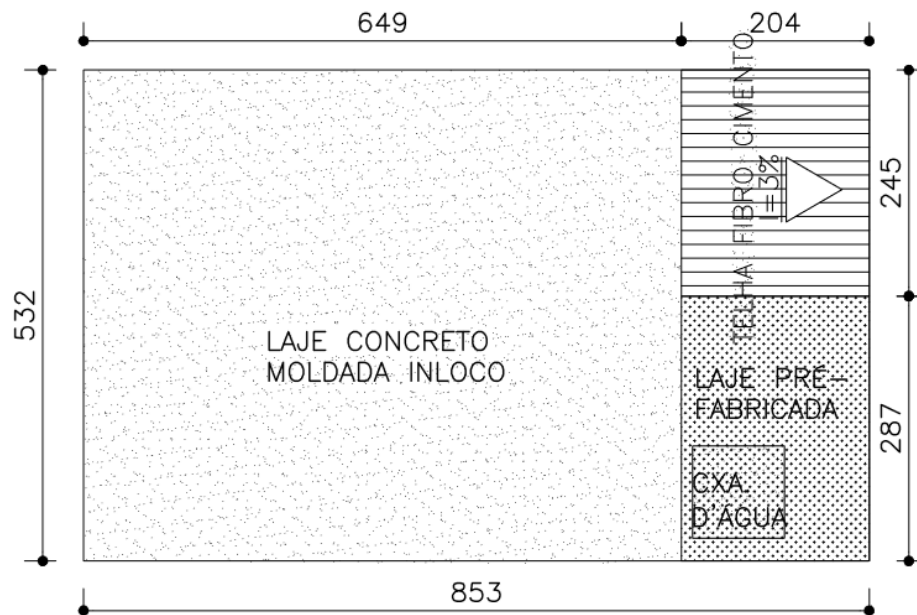 649
204
TELHA FIBRO CIMENTO
i=3%
245
532
LAJE CONCRETO
MOLDADA INLOCO
LAJE PRÉ-
FABRICADA
287
CXA.
D'ÁGUA
853